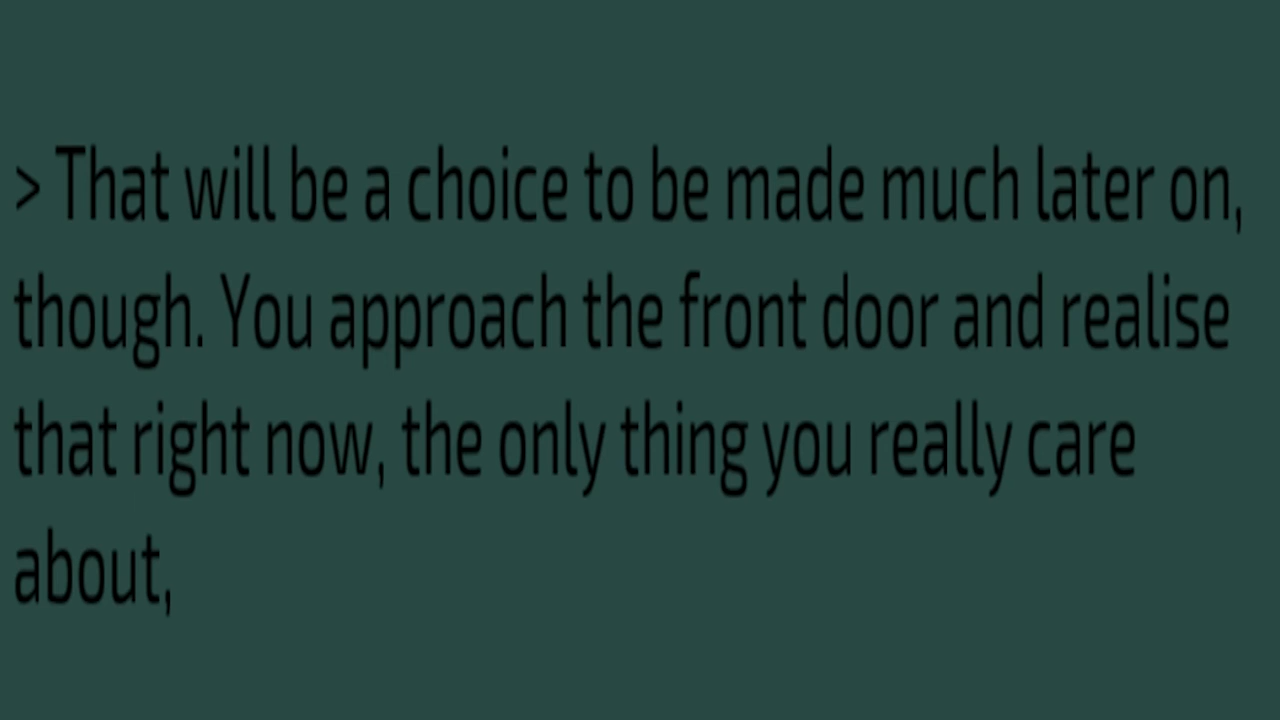 > That will be a choice to be made much later on,
though. You approach the front door and realise
that right now, the only thing you really care
about,